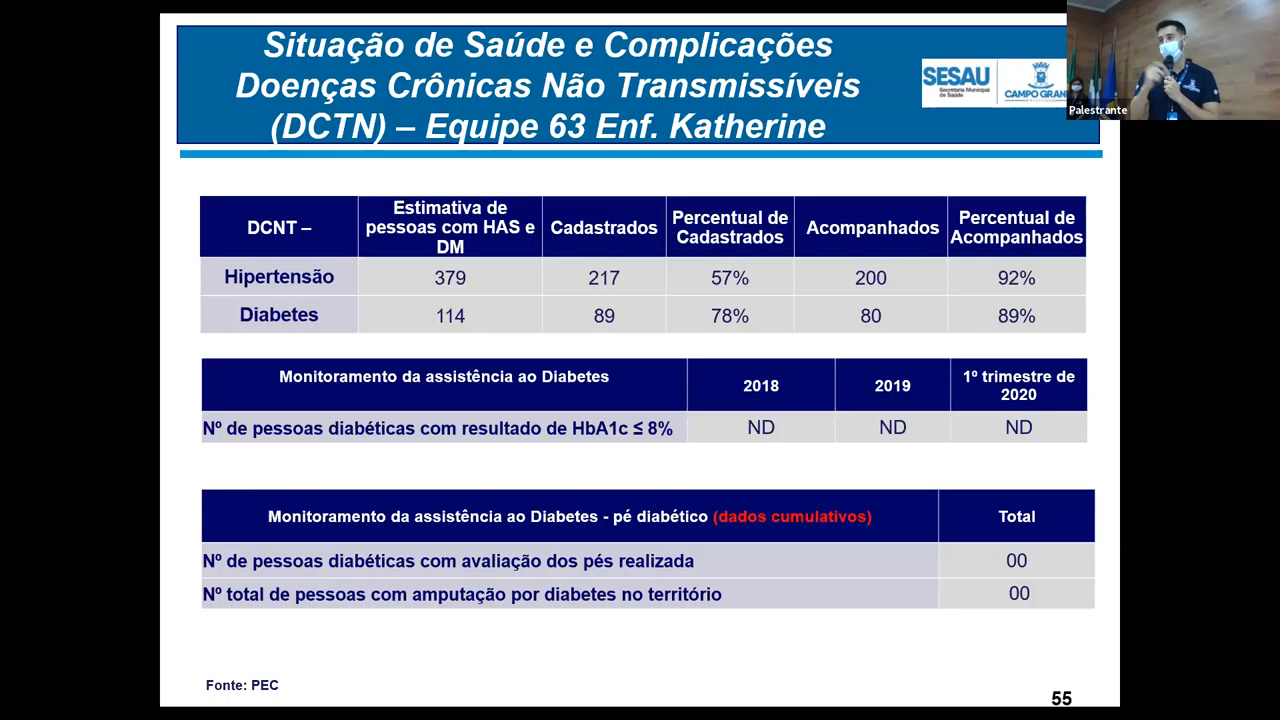 Situação de Saúde e Complicações
Doenças Crônicas Não Transmissíveis
(DCTN) – Equipe 63 Enf. Katherine
SESAU
Secretaria Municipal
de Saúde
CAMPO GRAN
Palestrante
DCNT –
Estimativa de
pessoas com HAS e
DM
Cadastrados
Percentual de
Cadastrados
Acompanhados
Percentual de
Acompanhados
Hipertensão 379 217 57% 200 92%
Diabetes 114 89 78% 80 89%
Monitoramento da assistência ao Diabetes
2018
2019
1º trimestre de
2020
Nº de pessoas diabéticas com resultado de HbA1c ≤ 8% ND ND ND
Monitoramento da assistência ao Diabetes - pé diabético (dados cumulativos) Total
Nº de pessoas diabéticas com avaliação dos pés realizada 00
Nº total de pessoas com amputação por diabetes no território 00
Fonte: PEC
55